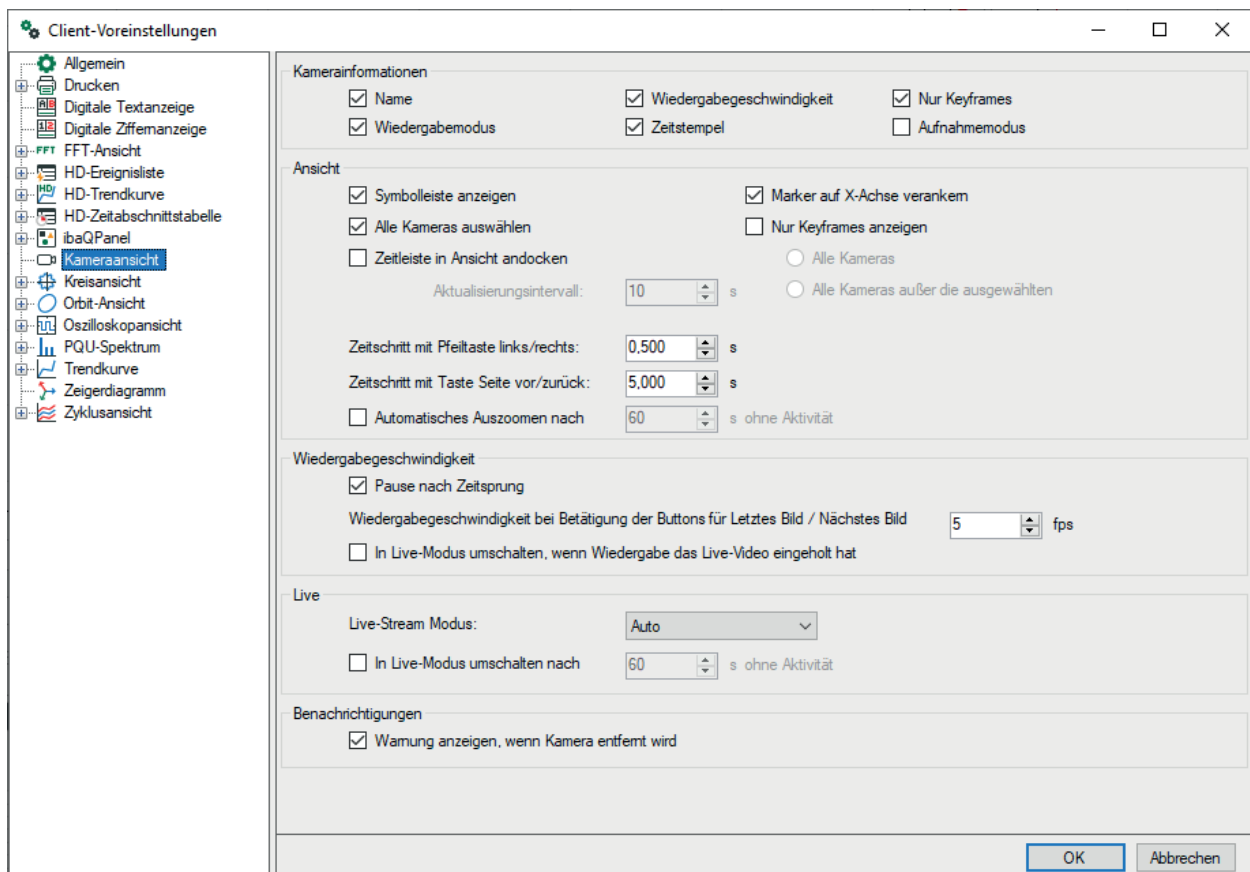 Client-Voreinstellungen
Allgemein
Drucken
Digitale Textanzeige
Digitale Ziffernanzeige
FFT FFT-Ansicht
HD-Ereignisliste
HD HD-Trendkurve
HD-Zeitabschnittstabelle
ibaQPanel
Kameraansicht
Kreisansicht
Orbit-Ansicht
Oszilloskopansicht
PQU-Spektrum
Trendkurve
Zeigerdiagramm
Zyklusansicht
Kamerainformationen
Name Wiedergabegeschwindigkeit Nur Keyframes
Wiedergabemodus Zeitstempel Aufnahmemodus
Ansicht
Symbolleiste anzeigen Marker auf X-Achse verankern
Alle Kameras auswählen Nur Keyframes anzeigen
Zeitleiste in Ansicht andocken Alle Kameras
Aktualisierungsintervall: 10 s Alle Kameras außer die ausgewählten
Zeitschritt mit Pfeiltaste links/rechts: 0,500 s
Zeitschritt mit Taste Seite vor/zurück: 5,000 s
Automatisches Auszoomen nach 60 s ohne Aktivität
Wiedergabegeschwindigkeit
Pause nach Zeitsprung
Wiedergabegeschwindigkeit bei Betätigung der Buttons für Letztes Bild / Nächstes Bild 5 fps
In Live-Modus umschalten, wenn Wiedergabe das Live-Video eingeholt hat
Live
Live-Stream Modus: Auto
In Live-Modus umschalten nach 60 s ohne Aktivität
Benachrichtigungen
Warnung anzeigen, wenn Kamera entfernt wird
OK Abbrechen